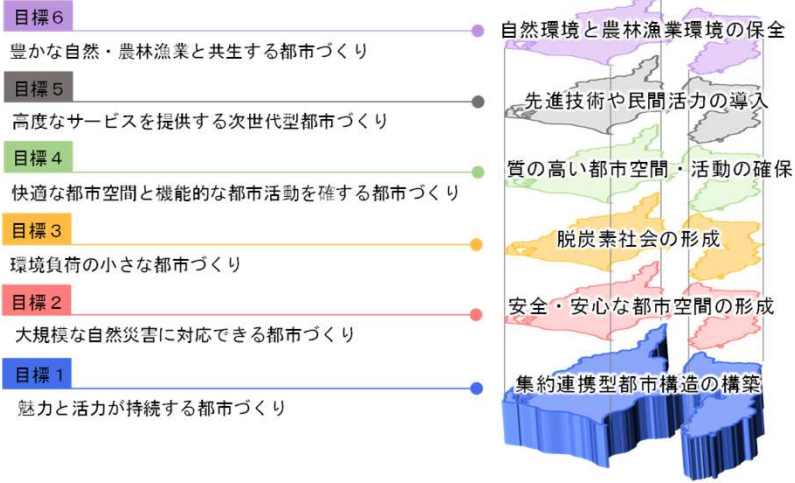 目標6
豊かな自然・農林漁業と共生する都市づくり
自然環境と農林漁業環境の保全
目標5
高度なサービスを提供する次世代型都市づくり
先進技術や民間活力の導入
目標4
快適な都市空間と機能的な都市活動を確する都市づくり
質の高い都市空間・活動の確保
目標3
環境負荷の小さな都市づくり
脱炭素社会の形成
目標2
大規模な自然災害に対応できる都市づくり
安全・安心な都市空間の形成
目標1
魅力と活力が持続する都市づくり
集約連携型都市構造の構築